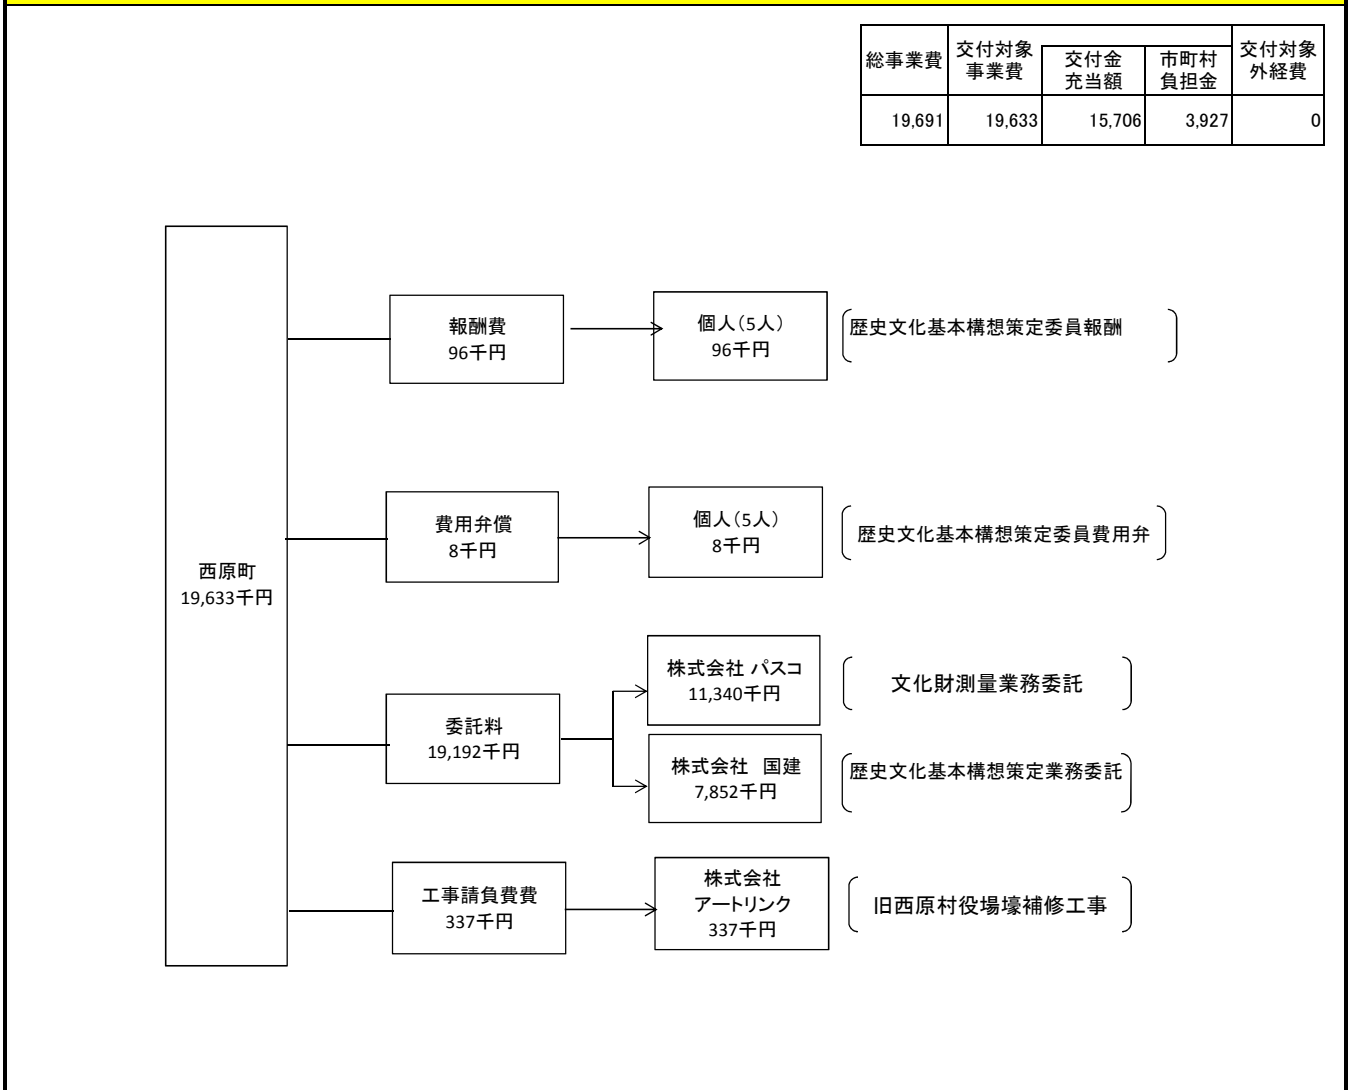 総事業費
交付対象
事業費
交付金
充当額
市町村
負担金
交付対象
外経費
19,691
19,633
15,706
3,927
0
西原町
19,633千円
報酬費
96千円
個人(5人)
96千円
歴史文化基本構想策定委員報酬
費用弁償
8千円
個人(5人)
8千円
歴史文化基本構想策定委員費用弁
委託料
19,192千円
株式会社 パスコ
11,340千円
文化財測量業務委託
株式会社　国建
7,852千円
歴史文化基本構想策定業務委託
工事請負費費
337千円
株式会社
アートリンク
337千円
旧西原村役場壕補修工事